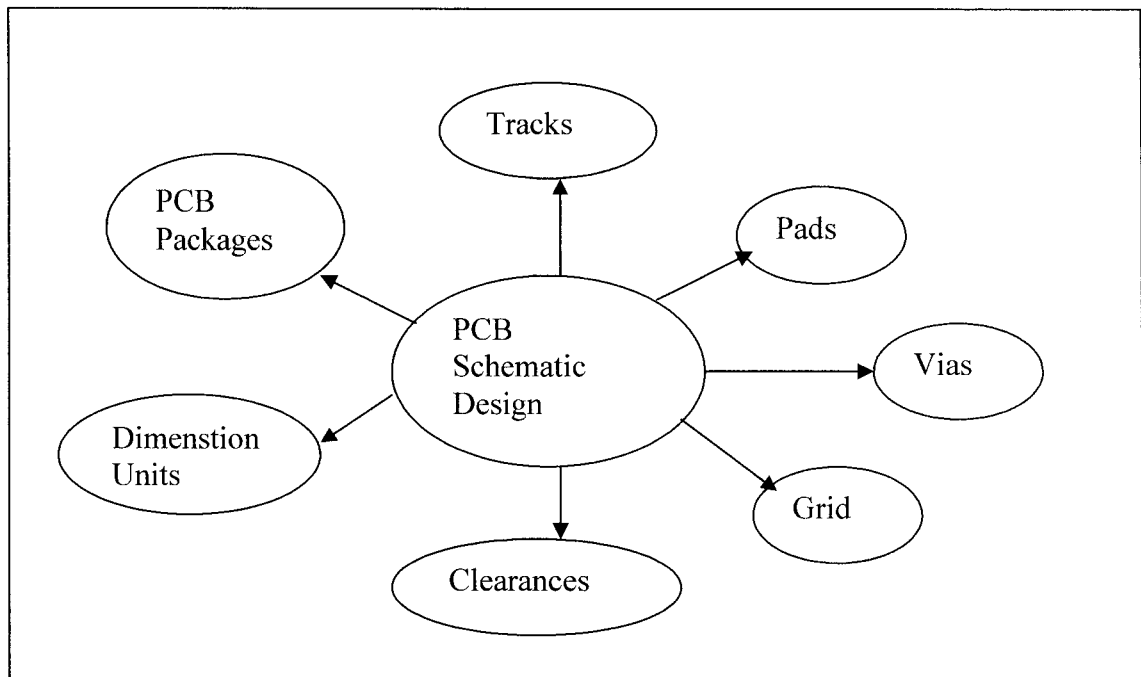 Tracks
PCB
Packages
Pads
PCB
Schematic
Design
Vias
Dimenstion
Units
Grid
Clearances